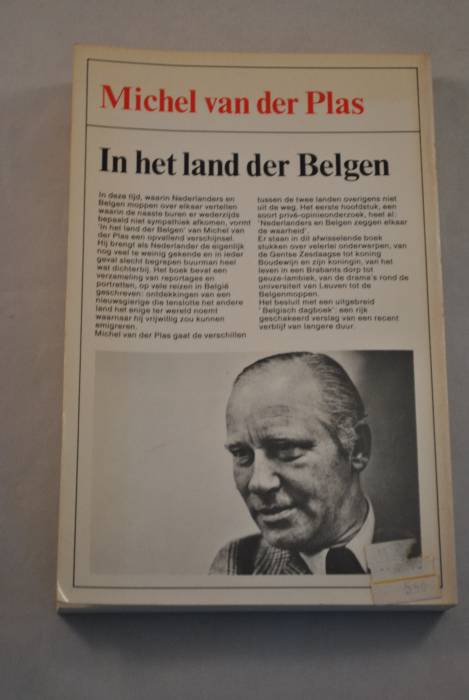 Michel van der Plas
In het land der Belgen
In deze tijd, waarin Nederlanders en
Belgen moppen over elkaar vertellen
waarin de naaste buren er wederzijds
bepaald niet sympathiek afkomen, vormt
'In het land der Belgen' van Michel van
der Plas een opvallend verschijnsel.
Hij brengt als Nederlander de eigenlijk
nog veel te weinig gekende en in ieder
geval slecht begrepen buurman heel
wat dichterbij. Het boek bevat een
verzameling van reportages en
portretten, op vele reizen in België
geschreven: ontdekkingen van een
nieuwsgierige die tenslotte het andere
land het enige ter wereld noemt
waarnaar hij vrijwillig zou kunnen
emigreren.
Michel van der Plas gaat de verschillen
tussen de twee landen overigens niet
uit de weg. Het eerste hoofdstuk, een
soort privé-opinieonderzoek, heet al:
'Nederlanders en Belgen zeggen elkaar
de waarheid'.
Er staan in dit afwisselende boek
stukken over velerlei onderwerpen, van
de Gentse Zesdaagse tot koning
Boudewijn en zijn koningin, van het
leven in een Brabants dorp tot
geuze-lambiek, van de drama's rond de
universiteit van Leuven tot de
Belgenmoppen.
Het besluit met een uitgebreid
'Belgisch dagboek': een rijk
geschakeerd verslag van een recent
verblijf van langere duur.